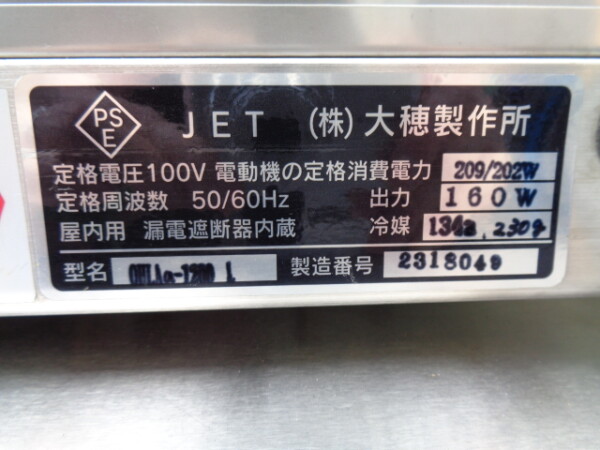 PS E JET (株)大穂製作所
定格電圧100V 電動機の定格消費電力 209/202W
定格周波数 50/60Hz 出力 160W
屋内用 漏電遮断器内蔵 冷媒 134a, 230g
型名 製造番号 2318049